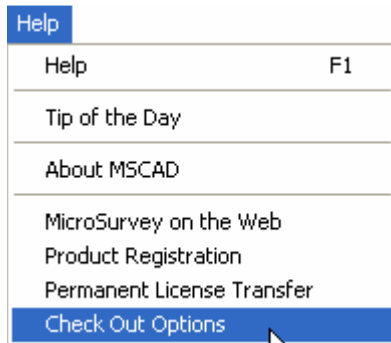 Help
Help F1
Tip of the Day
About MSCAD
MicroSurvey on the Web
Product Registration
Permanent License Transfer
Check Out Options